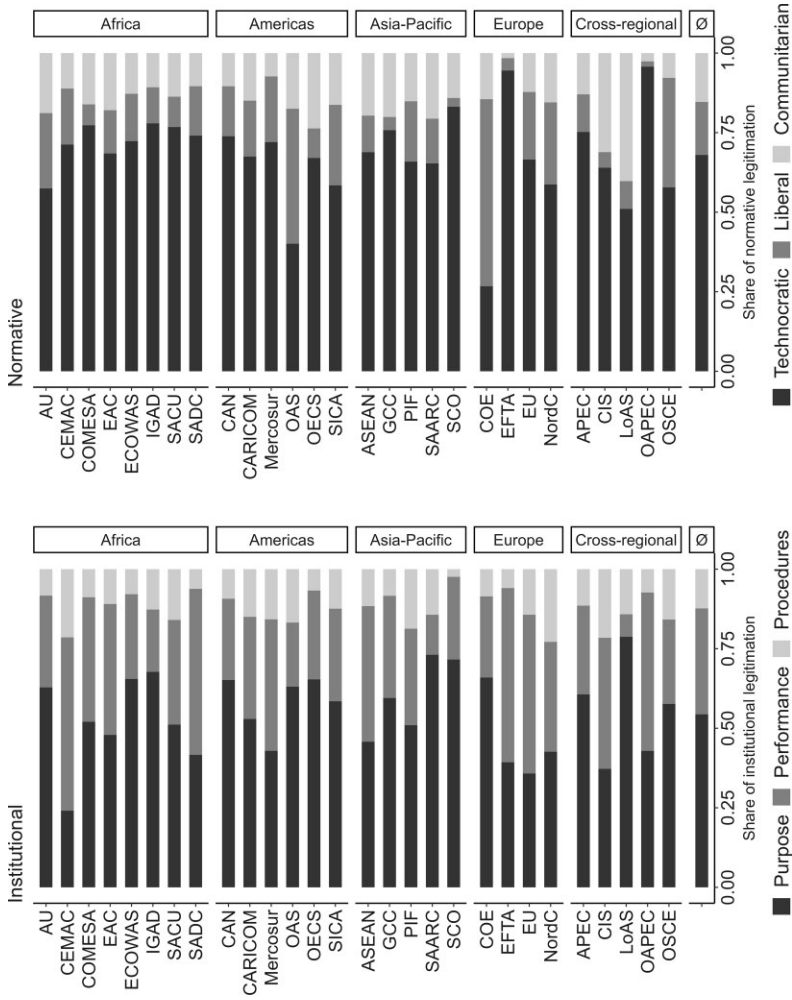 Institutional
Africa
AU
CEMAC
COMESA
EAC
ECOWAS
IGAD
SACU
SADC
Americas
CAN
CARICOM
Mercosur
OAS
OECS
SICA
Asia-Pacific
ASEAN
GCC
PIF
SAARC
SCO
Europe
COE
EFTA
EU
NordC
Cross-regional
APEC
CIS
LoAS
OAPEC
OSCE
Ø
0.00 0.25 0.50 0.75 1.00
Share of institutional legitimation
Purpose Performance Procedures
Normative
Africa
AU
CEMAC
COMESA
EAC
ECOWAS
IGAD
SACU
SADC
Americas
CAN
CARICOM
Mercosur
OAS
OECS
SICA
Asia-Pacific
ASEAN
GCC
PIF
SAARC
SCO
Europe
COE
EFTA
EU
NordC
Cross-regional
APEC
CIS
LoAS
OAPEC
OSCE
Ø
0.00 0.25 0.50 0.75 1.00
Share of normative legitimation
Technocratic Liberal Communitarian